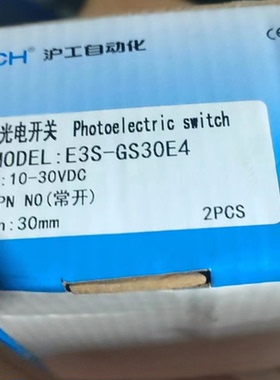 CH 沪工自动化
光电开关 Photoelectric switch
MODEL:E3S-GS30E4
:10-30VDC
PN NO(常开)
:30mm
2PCS